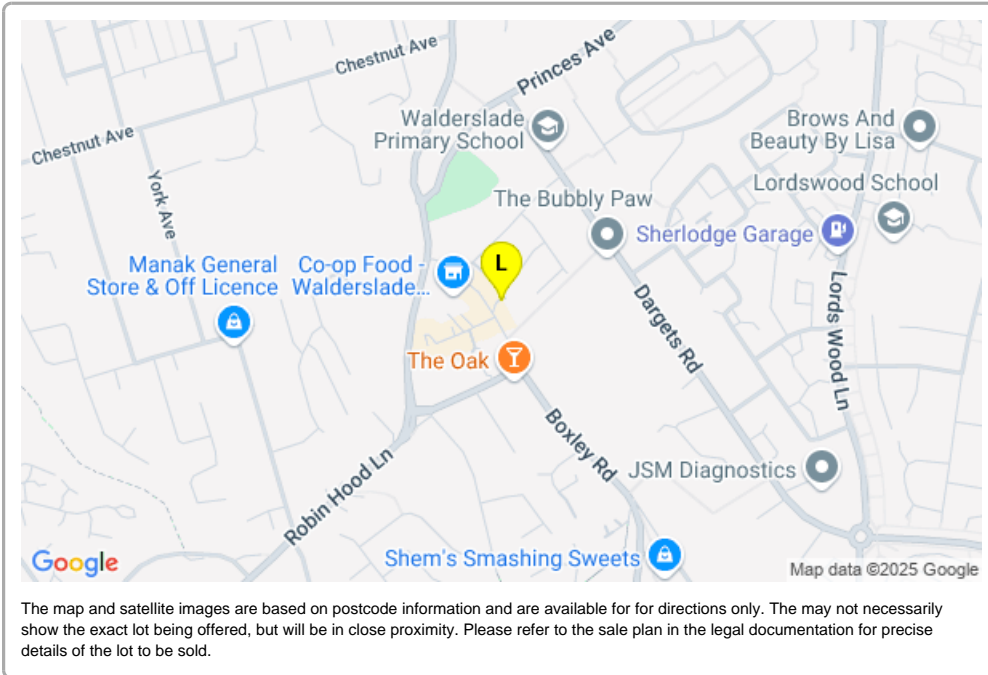 Chestnut Ave
Princes Ave
Walderslade
Primary School
Brows And
Beauty By Lisa
Chestnut Ave
York Ave
The Bubbly Paw
Lordswood School
Sherlodge Garage
L
Manak General
Store & Off Licence
Co-op Food -
Walderslade...
Dargets Rd
Lords Wood Ln
The Oak
Boxley Rd
JSM Diagnostics
Robin Hood Ln
Shem's Smashing Sweets
Google
Map data ©2025 Google
The map and satellite images are based on postcode information and are available for for directions only. The may not necessarily
show the exact lot being offered, but will be in close proximity. Please refer to the sale plan in the legal documentation for precise
details of the lot to be sold.